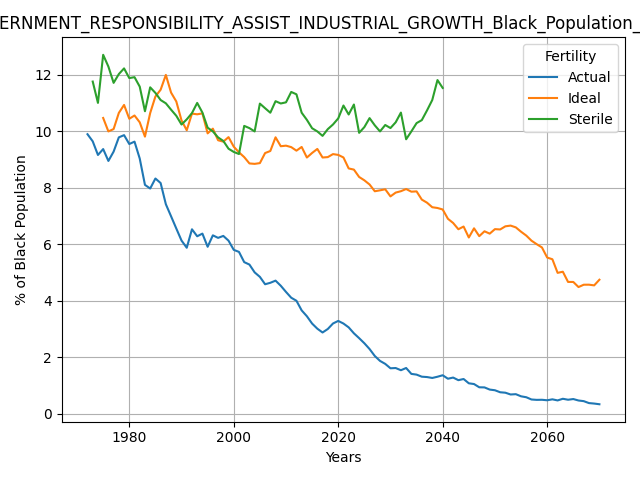 ERNMENT_RESPONSIBILITY_ASSIST_INDUSTRIAL_GROWTH_Black_Population_
Fertility
Actual
Ideal
Sterile
% of Black Population
12
10
8
6
4
2
0
1980 2000 2020 2040 2060
Years